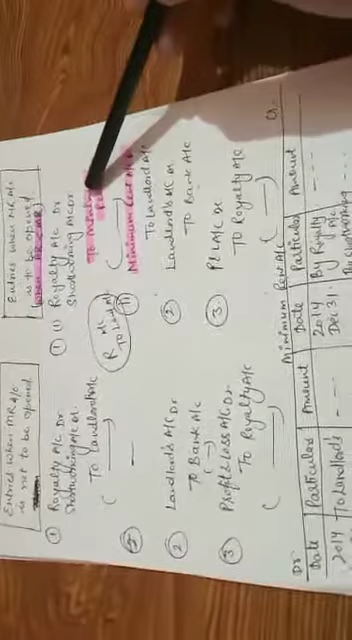 Entries when MR A/c
is not to be opened
① Royalty A/c Dr
Shortworking A/c Dr
To Landlord A/c
( )
② Landlord's A/c Dr
To Bank A/c
( )
③ Profit & Loss A/c Dr
To Royalty A/c
( )
Entries when MR A/c
is to be opened
① (i) Royalty A/c Dr
Shortworking A/c Dr
To
( )
(ii) Minimum Rent A/c
To Landlord A/c
② Landlord's A/c Dr
To Bank A/c
③ P&L A/c Dr
To Royalty A/c
( )
Minimum Rent A/c
Dr Cr
Date Particulars Amount Date Particulars Amount
2014 To Landlord's 2014 By Royalty
Dec 31. A/c